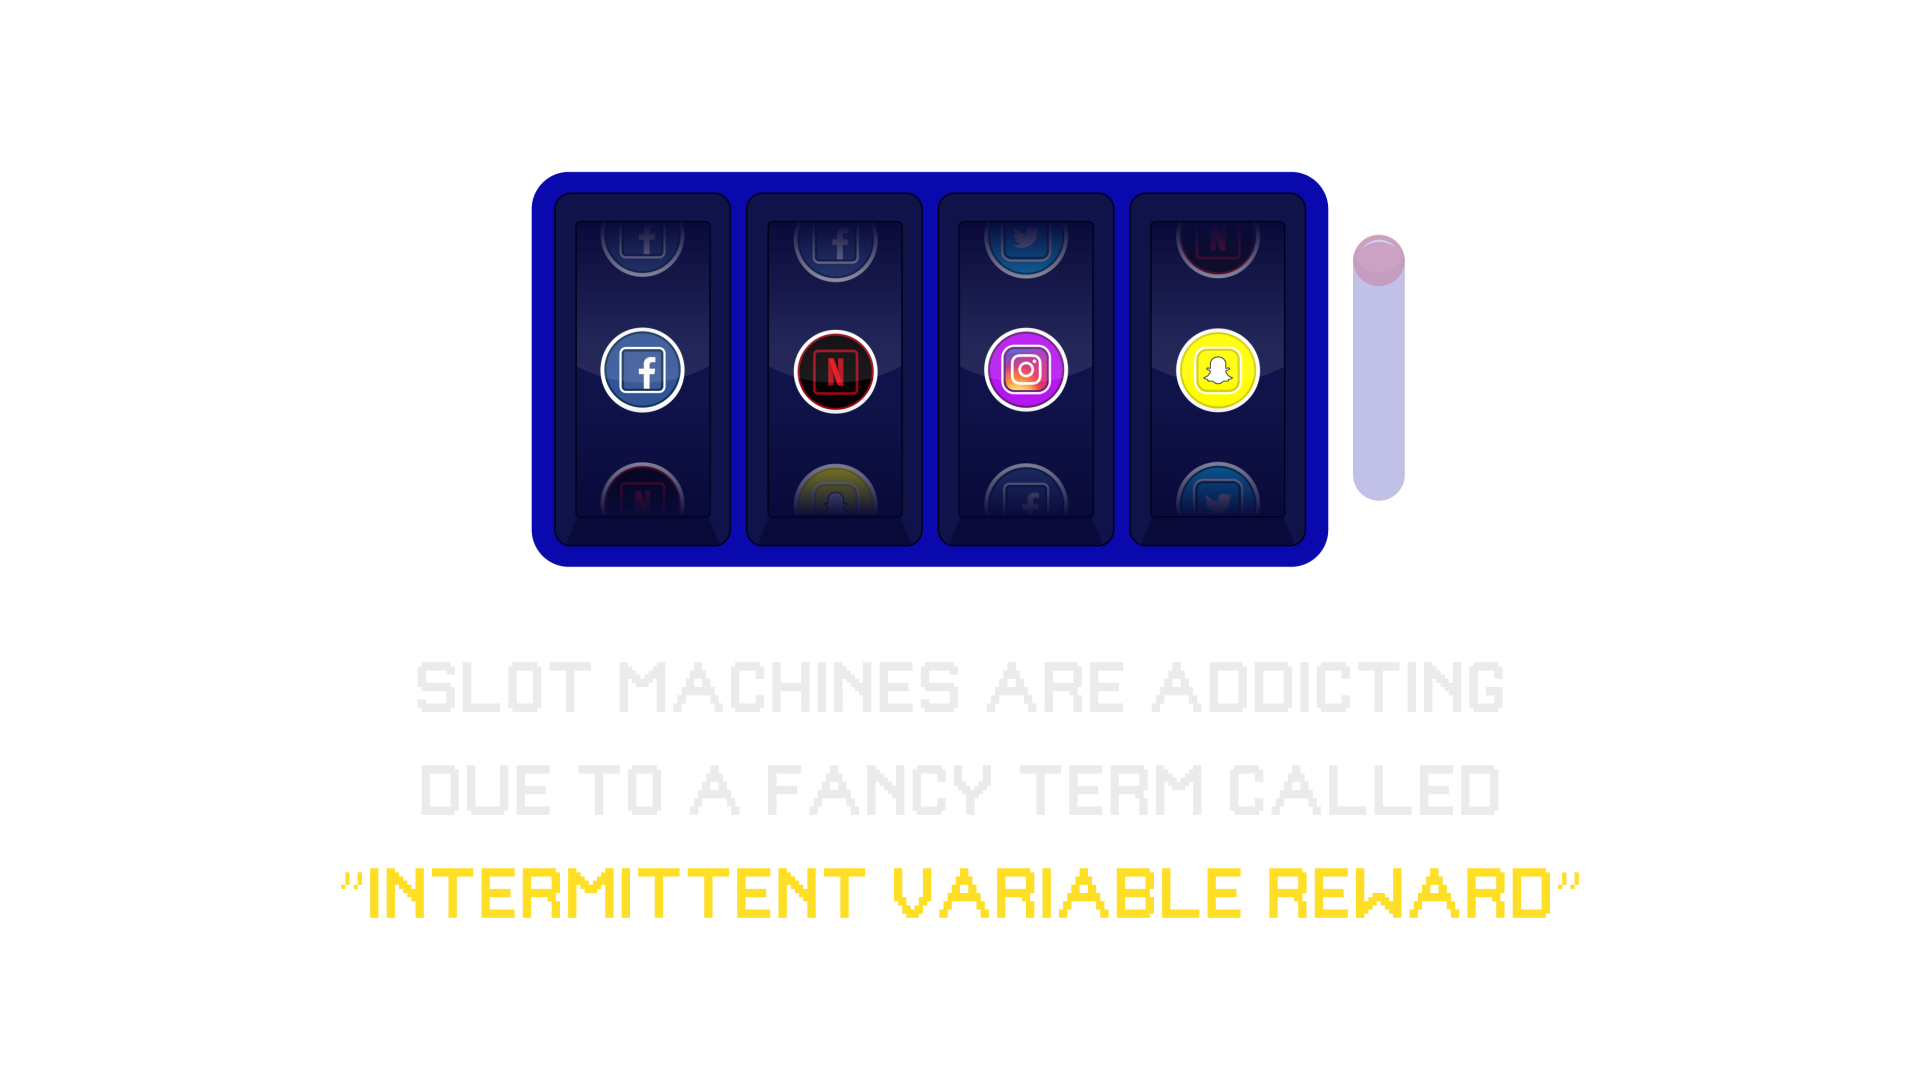 f f N
f N
N f
SLOT MACHINES ARE ADDICTING
DUE TO A FANCY TERM CALLED
"INTERMITTENT VARIABLE REWARD"